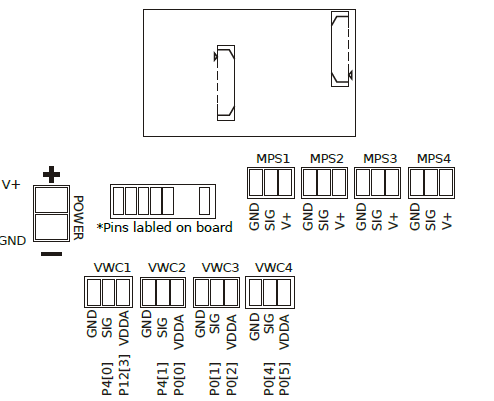 MPS1 MPS2 MPS3 MPS4
GND SIG V+ GND SIG V+ GND SIG V+ GND SIG V+
V+
POWER
GND
*Pins labled on board
VWC1 VWC2 VWC3 VWC4
GND SIG VDDA GND SIG VDDA GND SIG VDDA GND SIG VDDA
P4[0] P12[3] P4[1] P0[0] P0[1] P0[2] P0[4] P0[5]